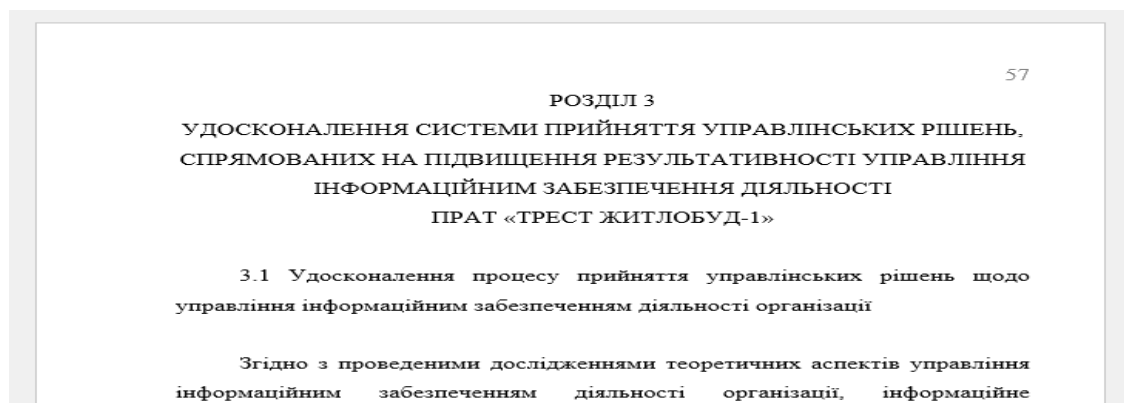 57
РОЗДІЛ 3
УДОСКОНАЛЕННЯ СИСТЕМИ ПРИЙНЯТТЯ УПРАВЛІНСЬКИХ РІШЕНЬ,
СПРЯМОВАНИХ НА ПІДВИЩЕННЯ РЕЗУЛЬТАТИВНОСТІ УПРАВЛІННЯ
ІНФОРМАЦІЙНИМ ЗАБЕЗПЕЧЕННЯ ДІЯЛЬНОСТІ
ПРАТ «ТРЕСТ ЖИТЛОБУД-1»
3.1 Удосконалення процесу прийняття управлінських рішень щодо
управління інформаційним забезпеченням діяльності організації
Згідно з проведеними дослідженнями теоретичних аспектів управління
інформаційним забезпеченням діяльності організації, інформаційне